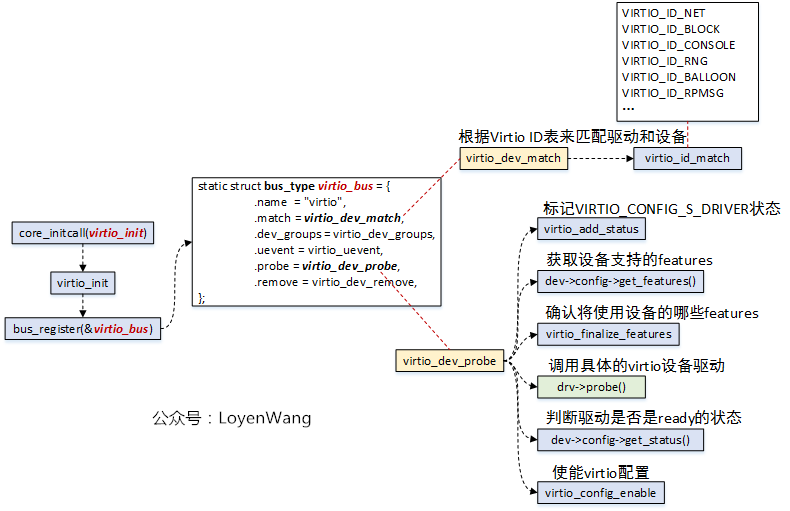 VIRTIO_ID_NET
VIRTIO_ID_BLOCK
VIRTIO_ID_CONSOLE
VIRTIO_ID_RNG
VIRTIO_ID_BALLOON
VIRTIO_ID_RPMSG
...
根据Virtio ID表来匹配驱动和设备
virtio_dev_match
virtio_id_match
static struct bus_type virtio_bus = {
.name = "virtio",
.match = virtio_dev_match,
.dev_groups = virtio_dev_groups,
.uevent = virtio_uevent,
.probe = virtio_dev_probe,
.remove = virtio_dev_remove,
};
core_initcall(virtio_init)
virtio_init
bus_register(&virtio_bus)
标记VIRTIO_CONFIG_S_DRIVER状态
virtio_add_status
获取设备支持的features
dev->config->get_features()
确认将使用设备的哪些features
virtio_finalize_features
virtio_dev_probe
调用具体的virtio设备驱动
drv->probe()
判断驱动是否是ready的状态
dev->config->get_status()
使能virtio配置
virtio_config_enable
公众号：LoyenWang